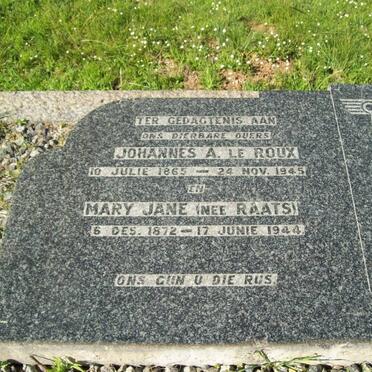 TER GEDAGTENIS AAN
ONS DIERBARE OUERS
JOHANNES A. LE ROUX
10 JULIE 1865 — 24 NOV. 1945
EN
MARY JANE (NEE RAATS)
6 DES. 1872 — 17 JUNIE 1944
ONS GUN U DIE RUS.